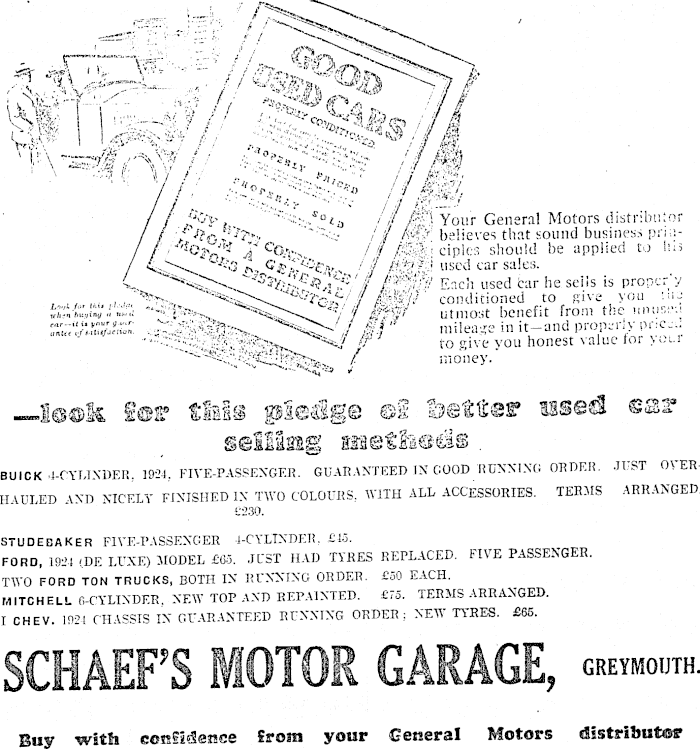 GOOD
USED CARS
PROPERLY CONDITIONED
PROPERLY PRICED
PROPERLY SOLD
BUY WITH CONFIDENCE
FROM A GENERAL
MOTORS DISTRIBUTOR
Look for this pledge
when buying a used
car—it is your guar-
antee of satisfaction.
Your General Motors distributor
believes that sound business prin-
ciples should be applied to his
used car sales.
Each used car he sells is properly
conditioned to give you the
utmost benefit from the unused
mileage in it—and properly priced
to give you honest value for your
money.
—look for this pledge of better used car
selling methods
BUICK 4-CYLINDER, 1924, FIVE-PASSENGER. GUARANTEED IN GOOD RUNNING ORDER. JUST OVER-
HAULED AND NICELY FINISHED IN TWO COLOURS, WITH ALL ACCESSORIES. TERMS ARRANGED
£230.
STUDEBAKER FIVE-PASSENGER 4-CYLINDER, £45.
FORD, 1924 (DE LUXE) MODEL £65. JUST HAD TYRES REPLACED. FIVE PASSENGER.
TWO FORD TON TRUCKS, BOTH IN RUNNING ORDER. £50 EACH.
MITCHELL 6-CYLINDER, NEW TOP AND REPAINTED. £75. TERMS ARRANGED.
1 CHEV. 1924 CHASSIS IN GUARANTEED RUNNING ORDER; NEW TYRES. £65.
SCHAEF'S MOTOR GARAGE, GREYMOUTH.
Buy with confidence from your General Motors distributor